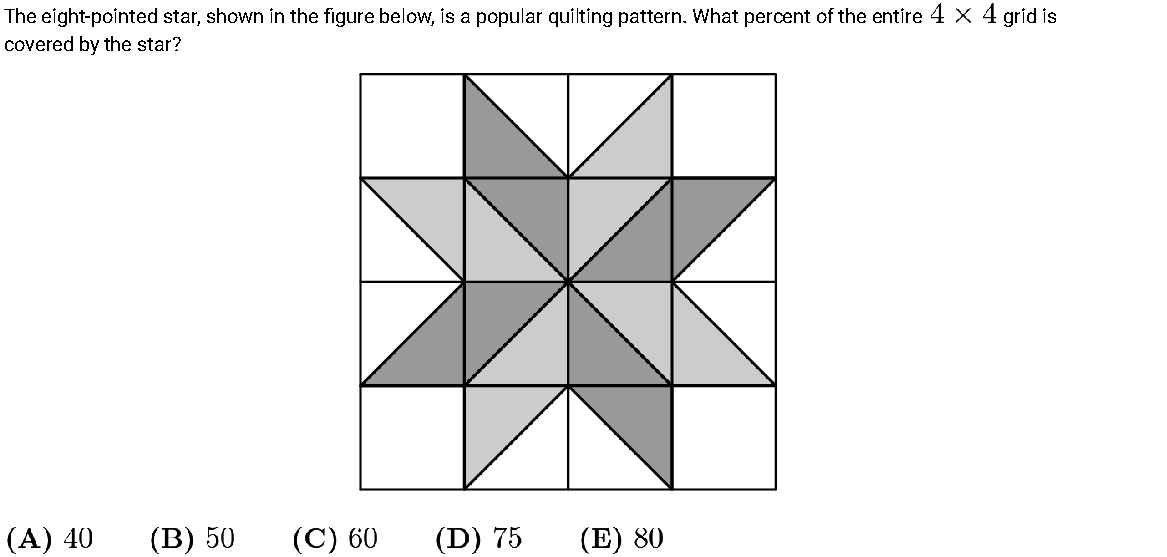 The eight-pointed star, shown in the figure below, is a popular quilting pattern. What percent of the entire 4 × 4 grid is
covered by the star?
(A) 40 (B) 50 (C) 60 (D) 75 (E) 80